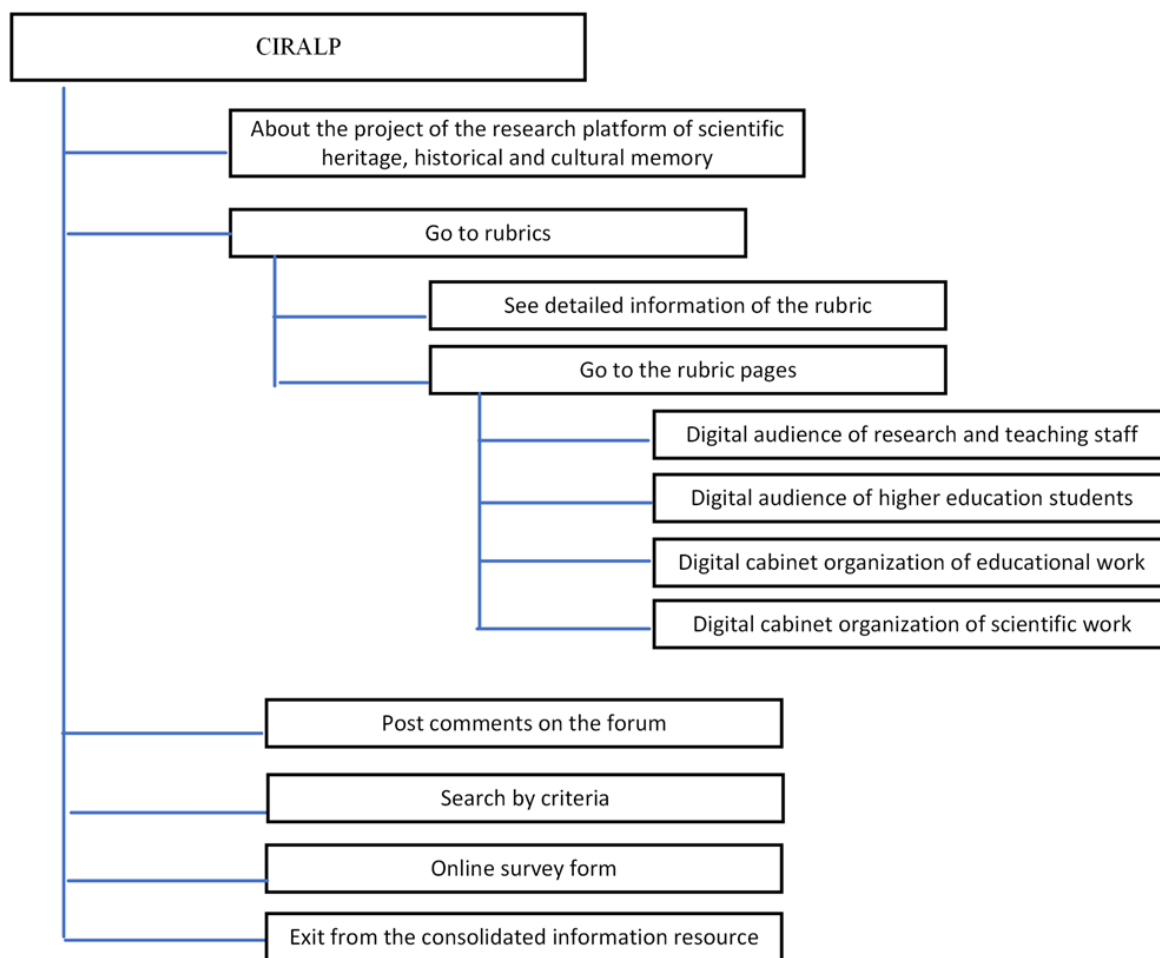 CIRALP
About the project of the research platform of scientific
heritage, historical and cultural memory
Go to rubrics
See detailed information of the rubric
Go to the rubric pages
Digital audience of research and teaching staff
Digital audience of higher education students
Digital cabinet organization of educational work
Digital cabinet organization of scientific work
Post comments on the forum
Search by criteria
Online survey form
Exit from the consolidated information resource